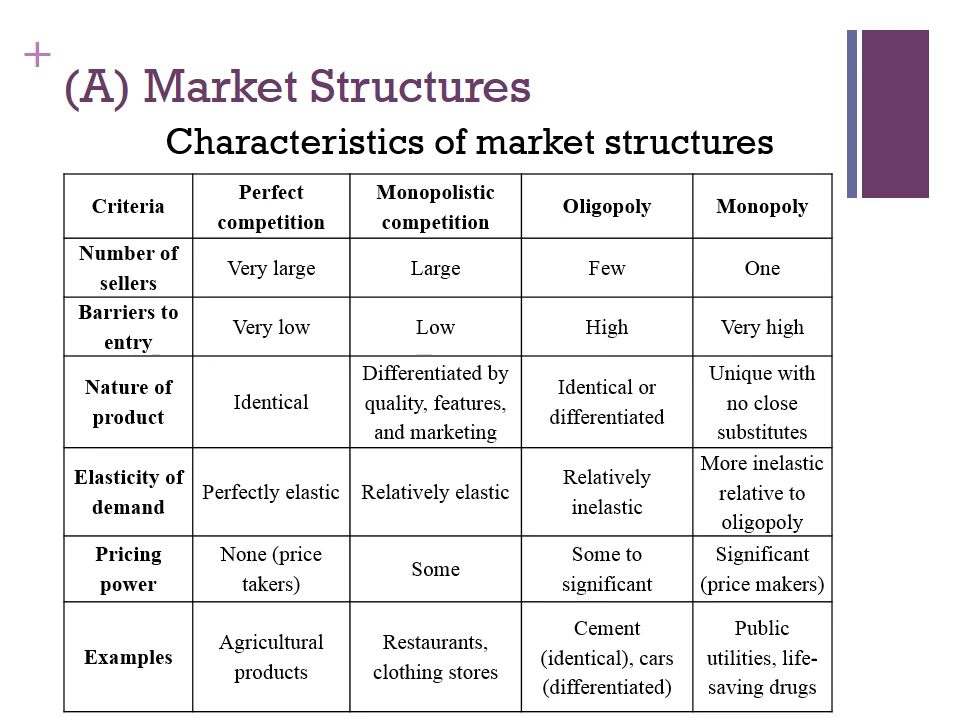 +
(A) Market Structures
Characteristics of market structures
Criteria
Perfect
competition
Monopolistic
competition
Oligopoly
Monopoly
Number of
sellers
Very large
Large
Few
One
Barriers to
entry
Very low
Low
High
Very high
Nature of
product
Identical
Differentiated by
quality, features,
and marketing
Identical or
differentiated
Unique with
no close
substitutes
Elasticity of
demand
Perfectly elastic
Relatively elastic
Relatively
inelastic
More inelastic
relative to
oligopoly
Pricing
power
None (price
takers)
Some
Some to
significant
Significant
(price makers)
Examples
Agricultural
products
Restaurants,
clothing stores
Cement
(identical), cars
(differentiated)
Public
utilities, life-
saving drugs